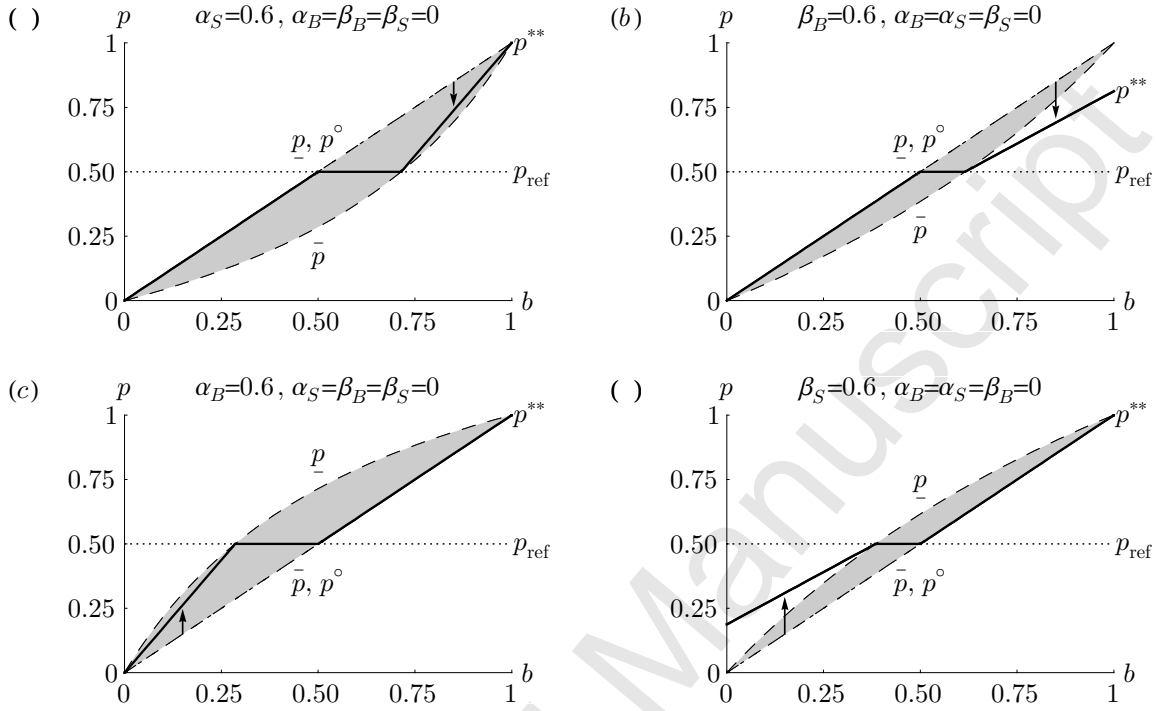 ( ) p α_S=0.6 , α_B=β_B=β_S=0
1
p**
0.75
p̲, p°
0.50
p_ref
0.25
p̄
0
b
0 0.25 0.50 0.75 1
(b) p β_B=0.6 , α_B=α_S=β_S=0
1
p**
0.75
p̲, p°
0.50
p_ref
0.25
p̄
0
b
0 0.25 0.50 0.75 1
(c) p α_B=0.6 , α_S=β_B=β_S=0
1
p**
p̲
0.75
0.50
p_ref
p̄, p°
0.25
0
b
0 0.25 0.50 0.75 1
( ) p β_S=0.6 , α_B=α_S=β_B=0
1
p**
p̲
0.75
0.50
p_ref
p̄, p°
0.25
0
b
0 0.25 0.50 0.75 1
Manuscript